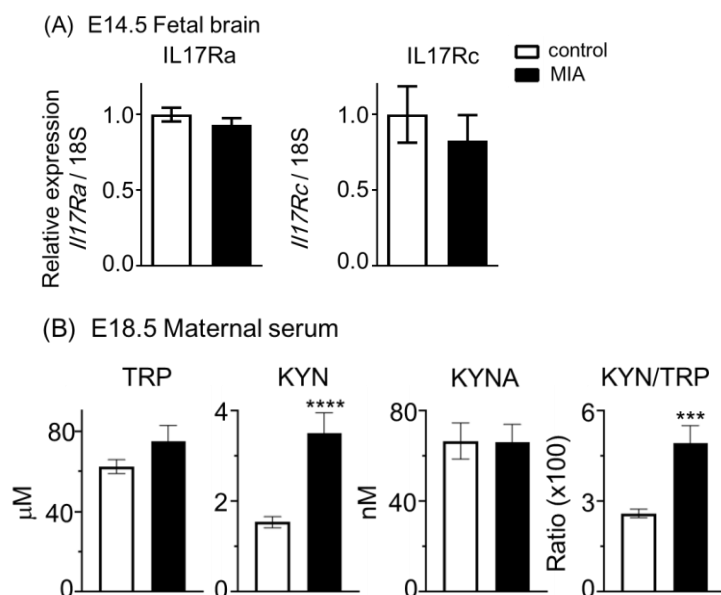 (A) E14.5 Fetal brain
IL17Ra
IL17Rc
control
MIA
Relative expression
Il17Ra / 18S
1.0
0.5
0.0
Il17Rc / 18S
1.0
0.5
0.0
(B) E18.5 Maternal serum
TRP
KYN
KYNA
KYN/TRP
µM
80
40
0
4
2
0
****
nM
80
40
0
Ratio (x100)
6
3
0
***